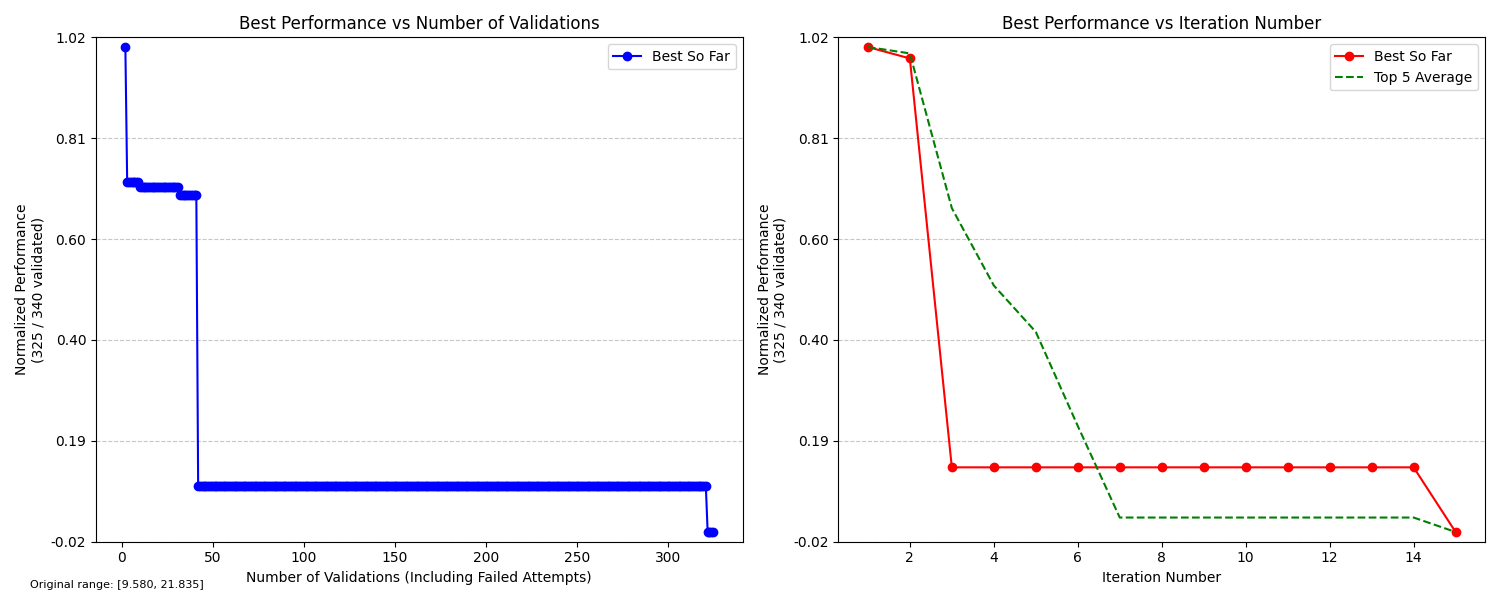 Best Performance vs Number of Validations
1.02
0.81
0.60
0.40
0.19
-0.02
Normalized Performance
(325 / 340 validated)
Best So Far
0
50
100
150
200
250
300
Number of Validations (Including Failed Attempts)
Original range: [9.580, 21.835]
Best Performance vs Iteration Number
1.02
0.81
0.60
0.40
0.19
-0.02
Normalized Performance
(325 / 340 validated)
Best So Far
Top 5 Average
2
4
6
8
10
12
14
Iteration Number